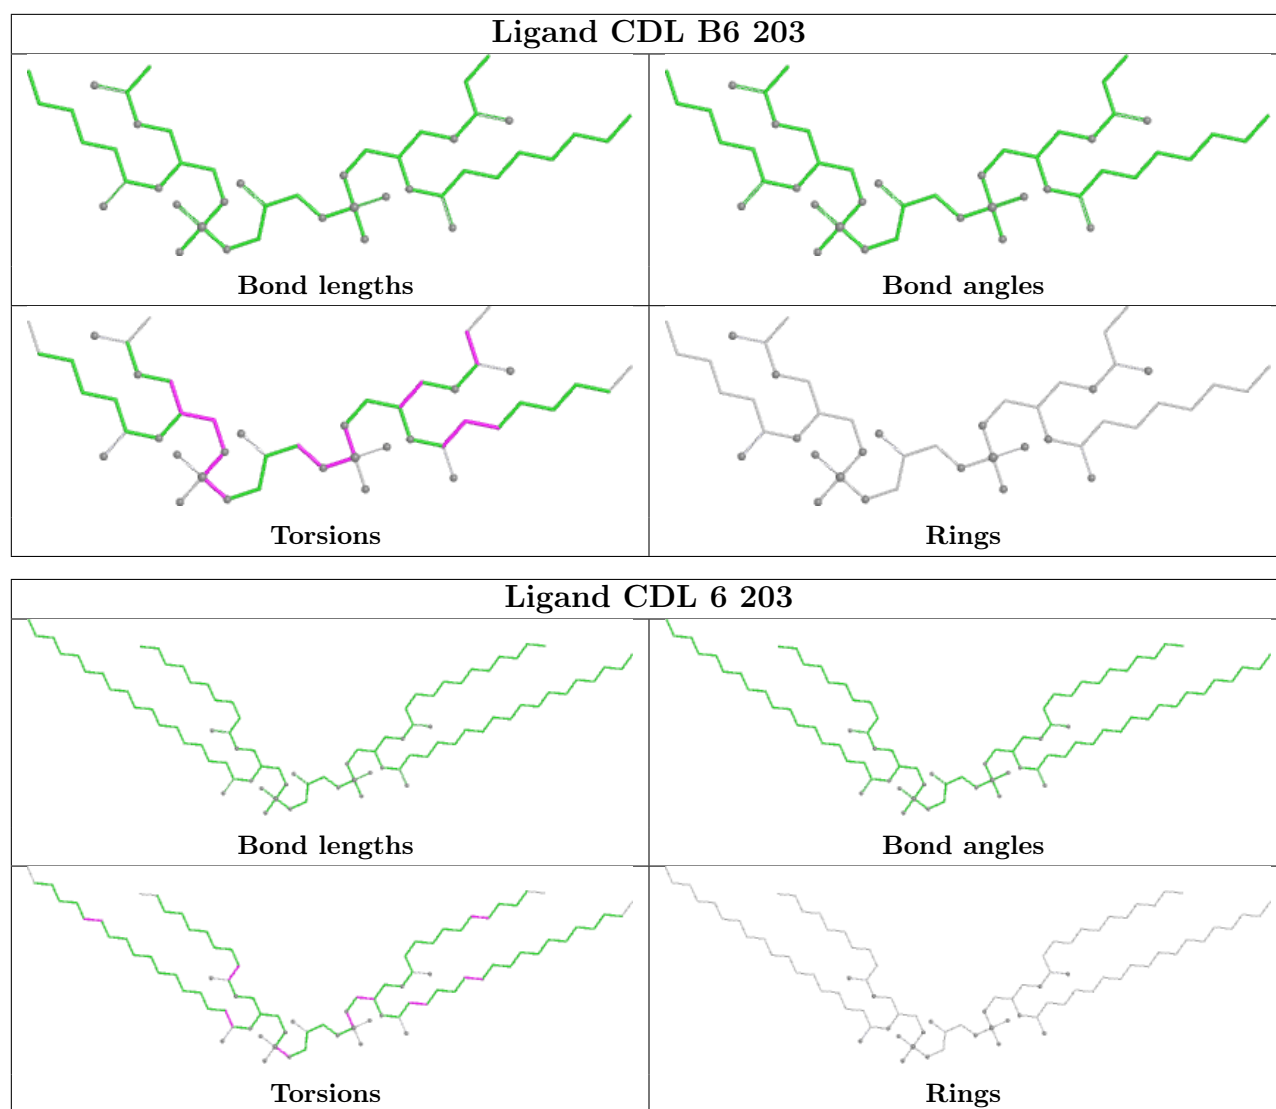 Ligand CDL B6 203
Bond lengths
Bond angles
Torsions
Rings
Ligand CDL 6 203
Bond lengths
Bond angles
Torsions
Rings